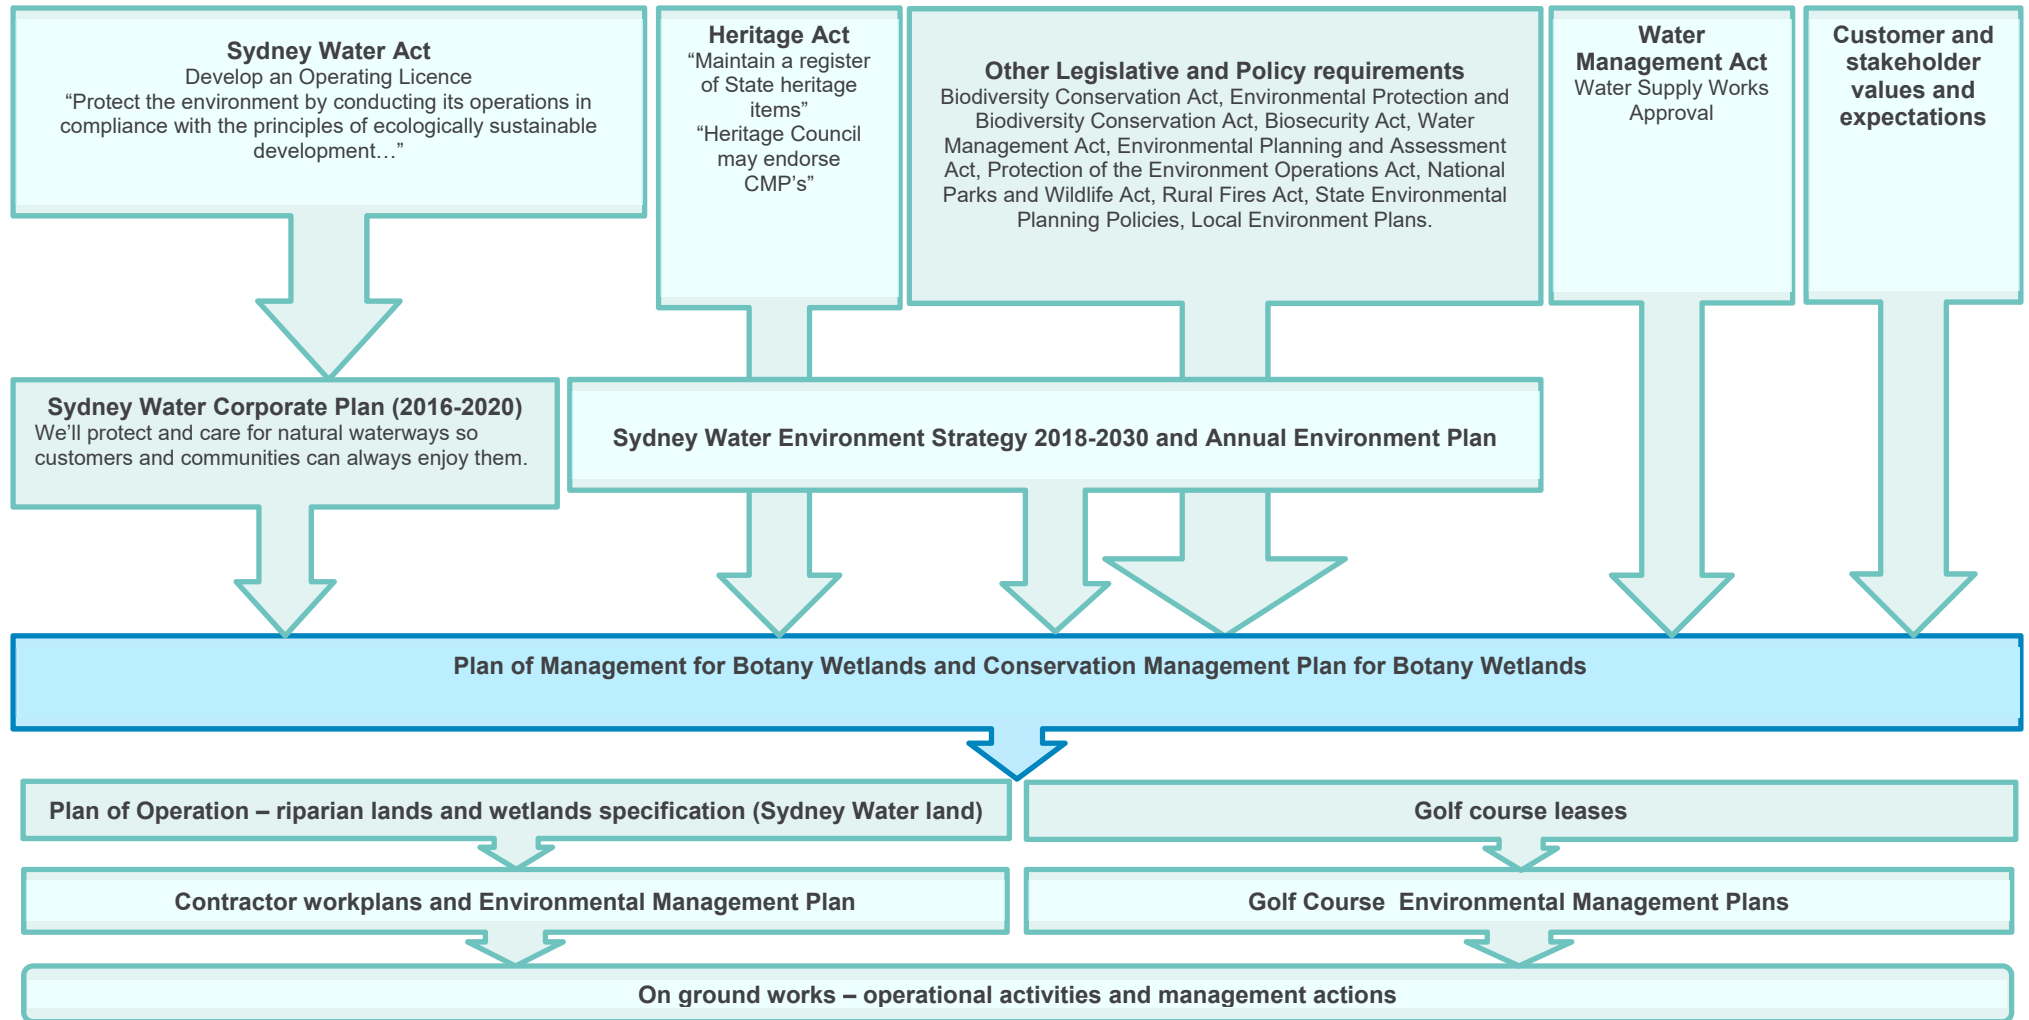 Sydney Water Act
Develop an Operating Licence
“Protect the environment by conducting its operations in
compliance with the principles of ecologically sustainable
development…”
Heritage Act
“Maintain a register
of State heritage
items”
“Heritage Council
may endorse
CMP’s”
Other Legislative and Policy requirements
Biodiversity Conservation Act, Environmental Protection and
Biodiversity Conservation Act, Biosecurity Act, Water
Management Act, Environmental Planning and Assessment
Act, Protection of the Environment Operations Act, National
Parks and Wildlife Act, Rural Fires Act, State Environmental
Planning Policies, Local Environment Plans.
Water
Management Act
Water Supply Works
Approval
Customer and
stakeholder
values and
expectations
Sydney Water Corporate Plan (2016-2020)
We’ll protect and care for natural waterways so
customers and communities can always enjoy them.
Sydney Water Environment Strategy 2018-2030 and Annual Environment Plan
Plan of Management for Botany Wetlands and Conservation Management Plan for Botany Wetlands
Plan of Operation – riparian lands and wetlands specification (Sydney Water land)
Golf course leases
Contractor workplans and Environmental Management Plan
Golf Course  Environmental Management Plans
On ground works – operational activities and management actions